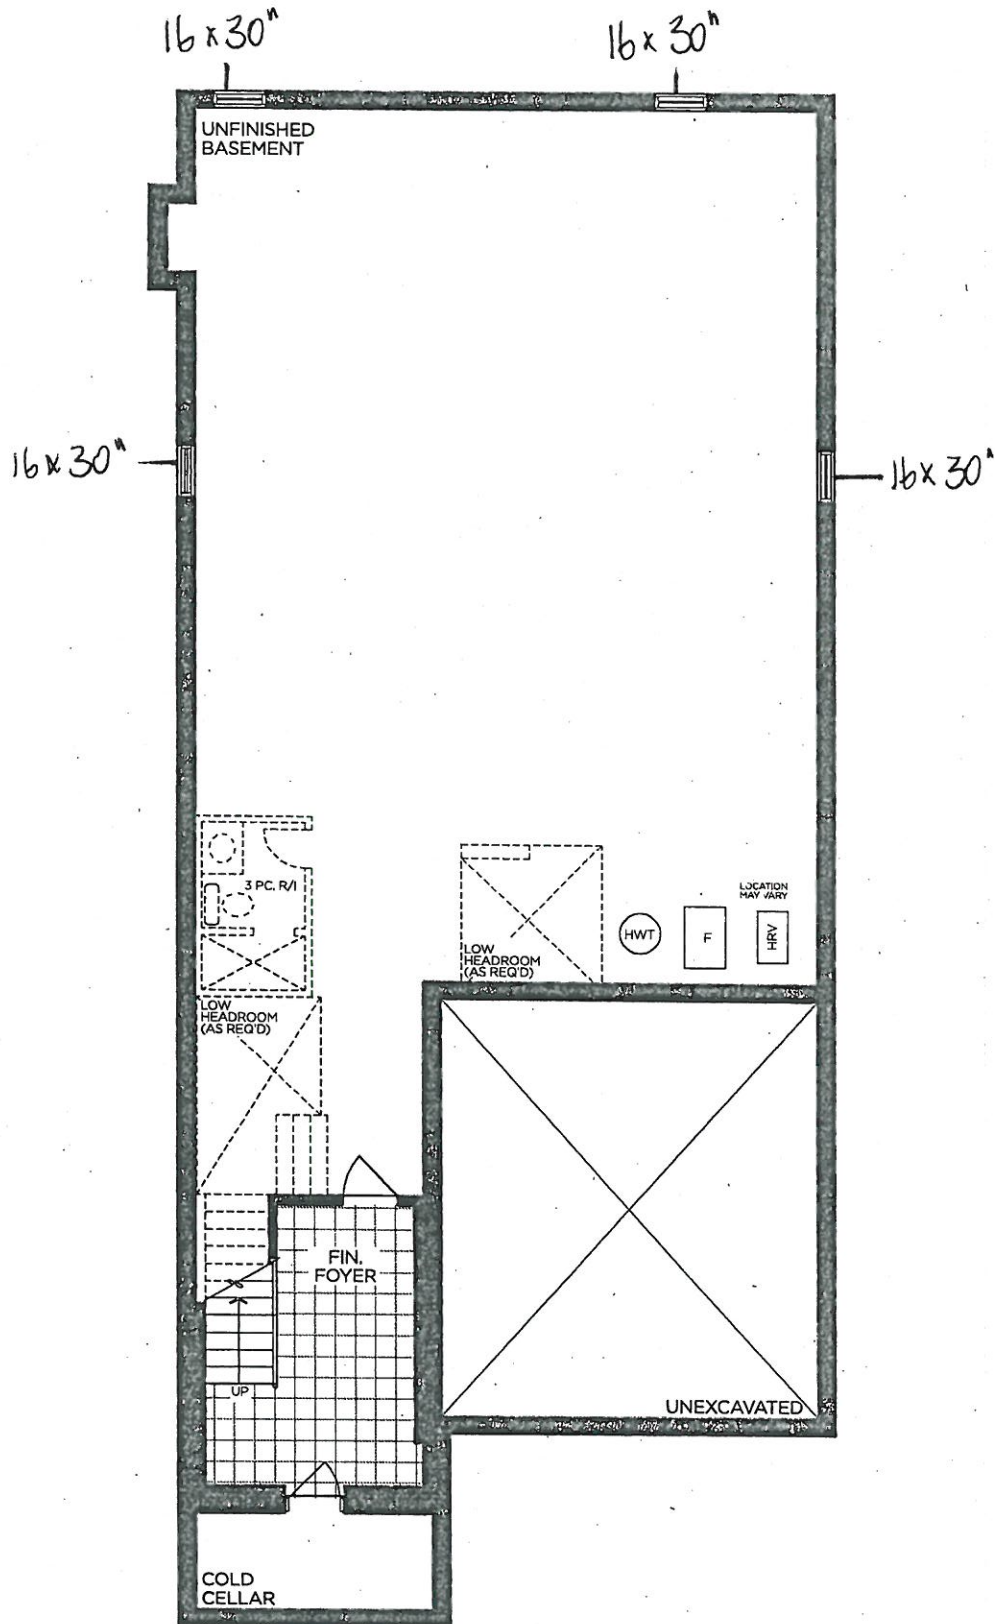 16 x 30"
16 x 30"
UNFINISHED
BASEMENT
16 x 30"
16 x 30"
3 PC. R/I
LOCATION
MAY VARY
HWT
F
HRV
LOW
HEADROOM
(AS REQ'D)
LOW
HEADROOM
(AS REQ'D)
FIN.
FOYER
UP
UNEXCAVATED
COLD
CELLAR